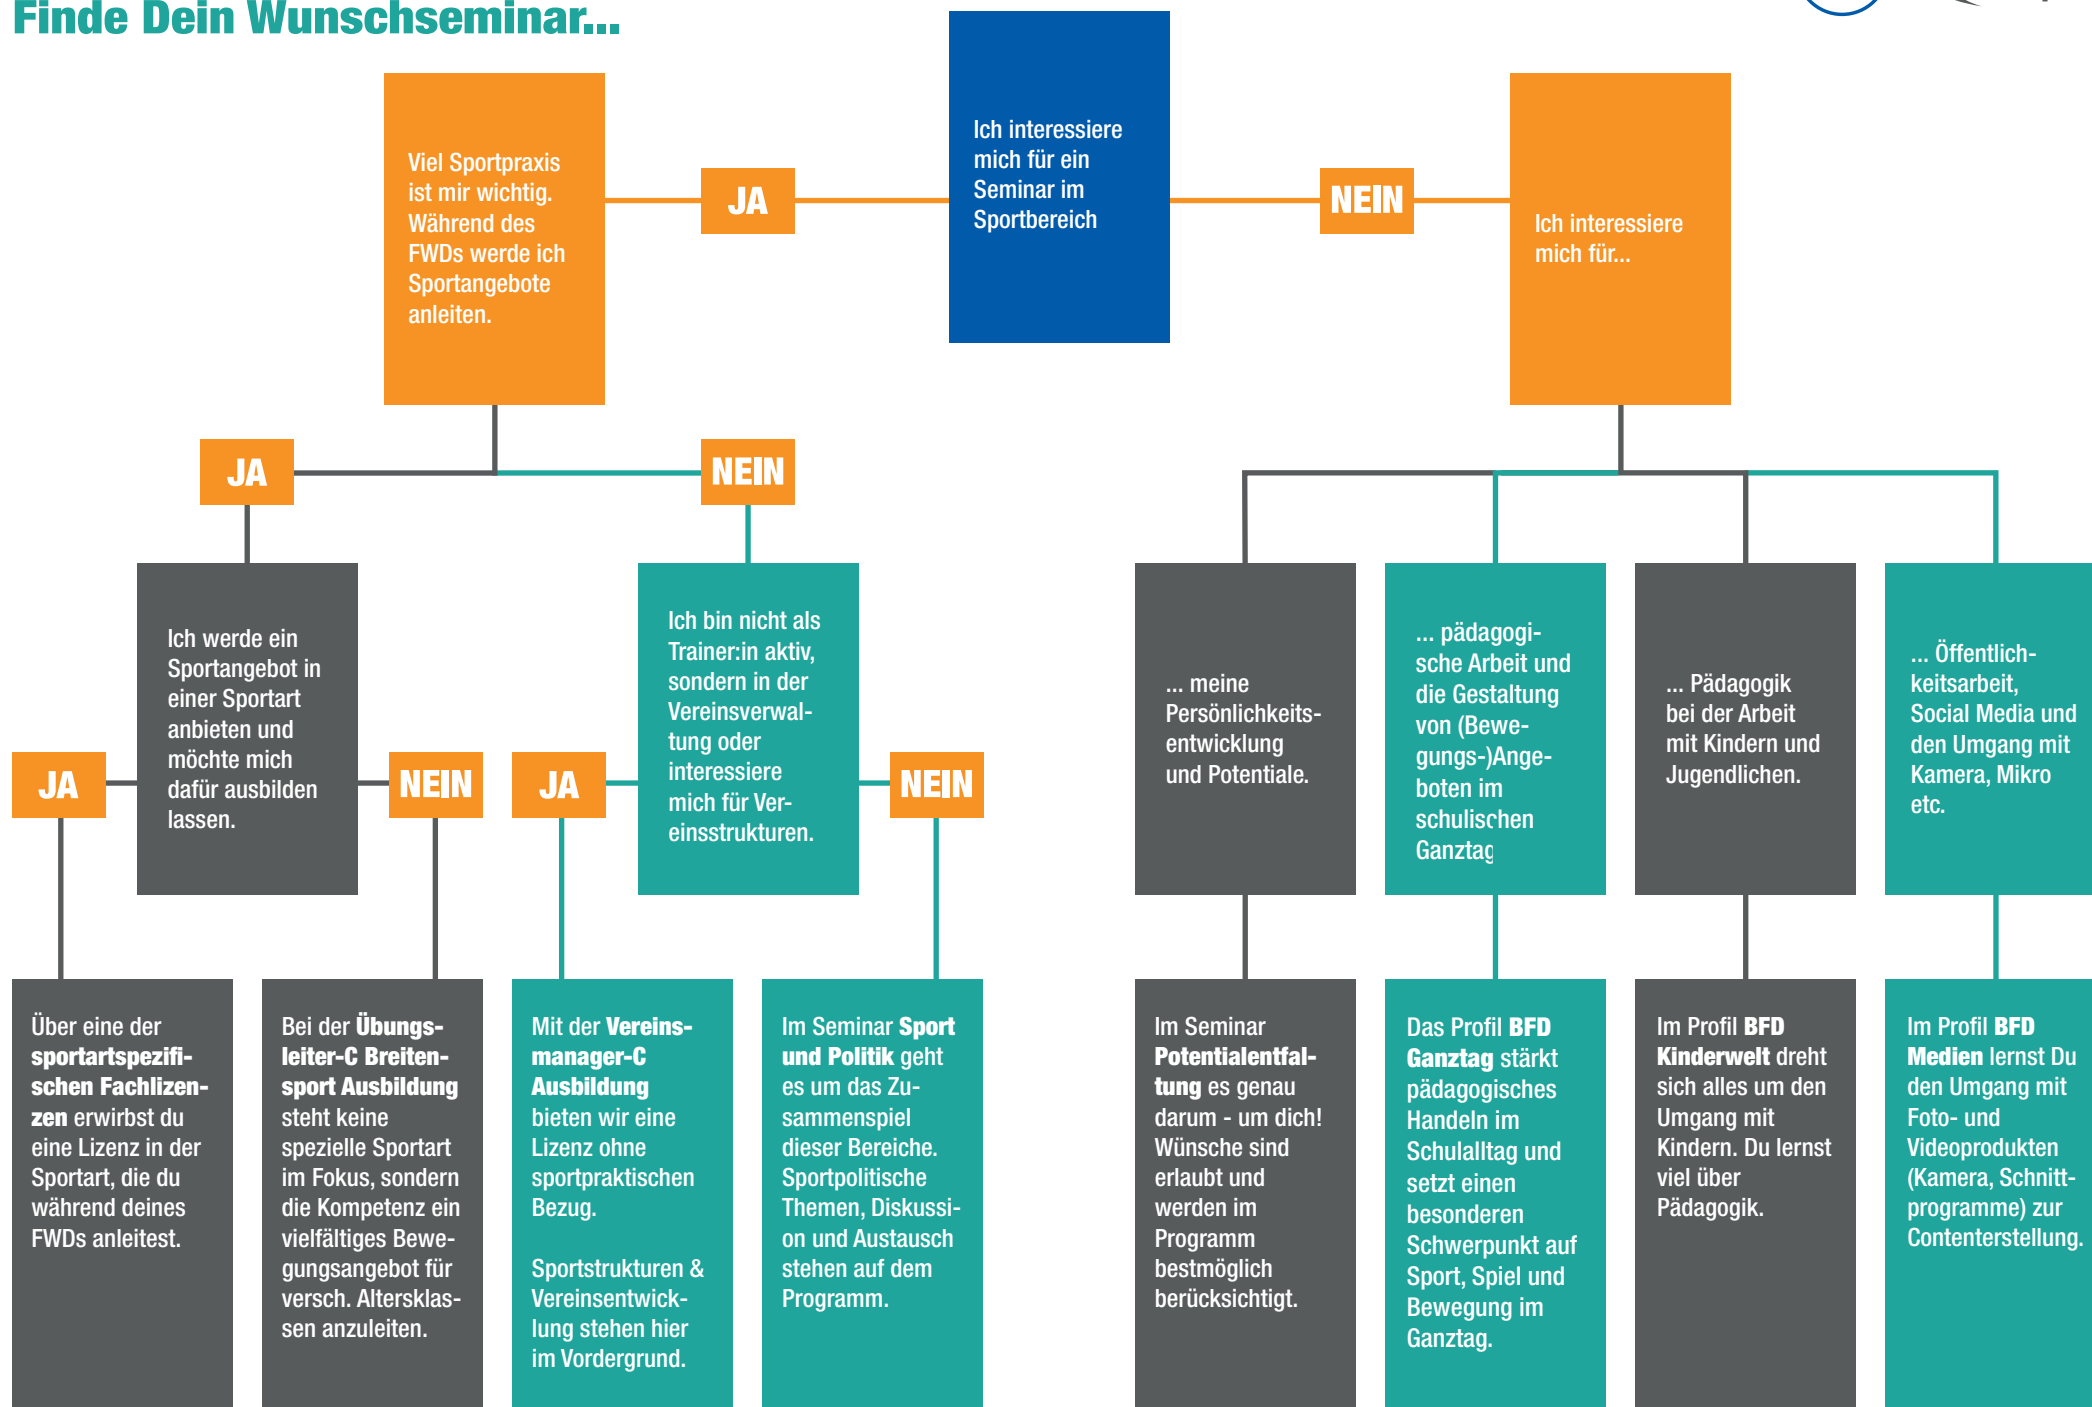 Finde Dein Wunschseminar...
Ich interessiere
mich für ein
Seminar im
Sportbereich
JA
NEIN
Viel Sportpraxis
ist mir wichtig.
Während des
FWDs werde ich
Sportangebote
anleiten.
Ich interessiere
mich für...
JA
NEIN
Ich werde ein
Sportangebot in
einer Sportart
anbieten und
möchte mich
dafür ausbilden
lassen.
JA
NEIN
Ich bin nicht als
Trainer:in aktiv,
sondern in der
Vereinsverwal-
tung oder
interessiere
mich für Ver-
einsstrukturen.
JA
NEIN
... meine
Persönlichkeits-
entwicklung
und Potentiale.
... pädagogi-
sche Arbeit und
die Gestaltung
von (Bewe-
gungs-)Ange-
boten im
schulischen
Ganztag
... Pädagogik
bei der Arbeit
mit Kindern und
Jugendlichen.
... Öffentlich-
keitsarbeit,
Social Media und
den Umgang mit
Kamera, Mikro
etc.
Über eine der
sportartspezifi-
schen Fachlizen-
zen erwirbst du
eine Lizenz in der
Sportart, die du
während deines
FWDs anleitest.
Bei der Übungs-
leiter-C Breiten-
sport Ausbildung
steht keine
spezielle Sportart
im Fokus, sondern
die Kompetenz ein
vielfältiges Bewe-
gungsangebot für
versch. Altersklas-
sen anzuleiten.
Mit der Vereins-
manager-C
Ausbildung
bieten wir eine
Lizenz ohne
sportpraktischen
Bezug.
Sportstrukturen &
Vereinsentwick-
lung stehen hier
im Vordergrund.
Im Seminar Sport
und Politik geht
es um das Zu-
sammenspiel
dieser Bereiche.
Sportpolitische
Themen, Diskussi-
on und Austausch
stehen auf dem
Programm.
Im Seminar
Potentialentfal-
tung es genau
darum - um dich!
Wünsche sind
erlaubt und
werden im
Programm
bestmöglich
berücksichtigt.
Das Profil BFD
Ganztag stärkt
pädagogisches
Handeln im
Schulalltag und
setzt einen
besonderen
Schwerpunkt auf
Sport, Spiel und
Bewegung im
Ganztag.
Im Profil BFD
Kinderwelt dreht
sich alles um den
Umgang mit
Kindern. Du lernst
viel über
Pädagogik.
Im Profil BFD
Medien lernst Du
den Umgang mit
Foto- und
Videoprodukten
(Kamera, Schnitt-
programme) zur
Contenterstellung.